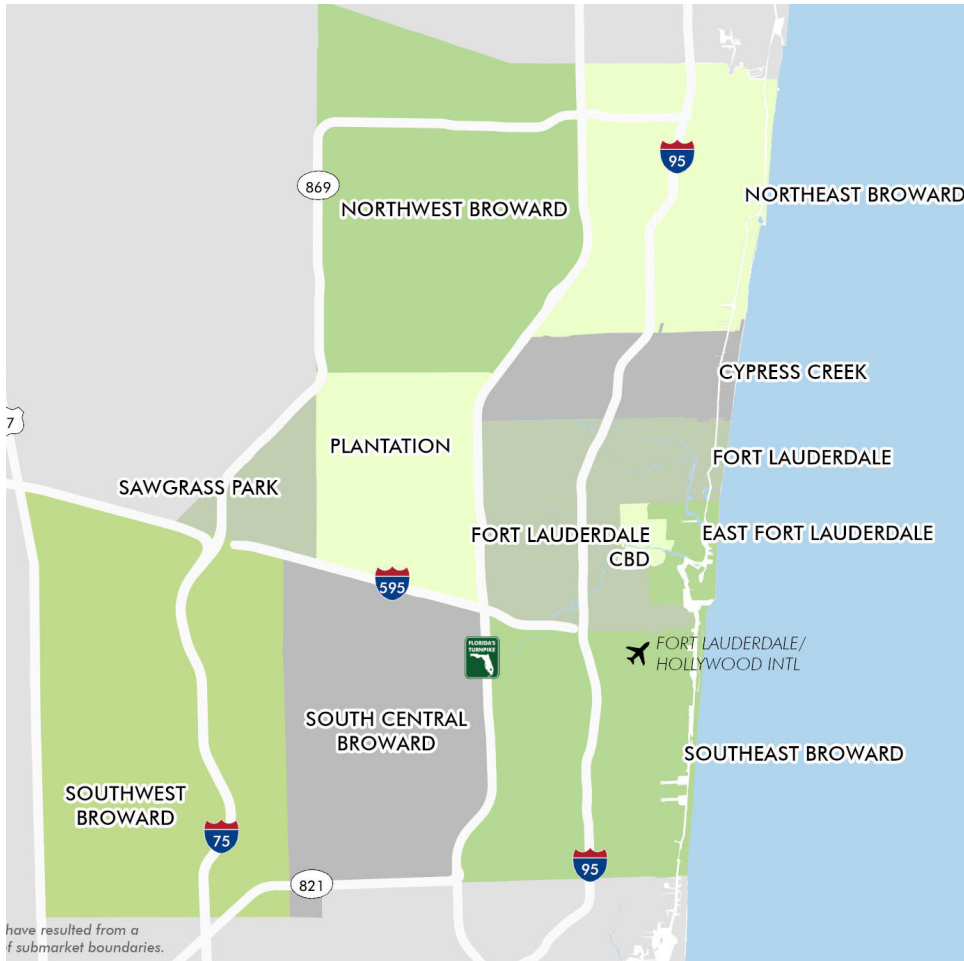 95
869
NORTHWEST BROWARD
NORTHEAST BROWARD
CYPRESS CREEK
7
PLANTATION
FORT LAUDERDALE
SAWGRASS PARK
FORT LAUDERDALE
CBD
EAST FORT LAUDERDALE
595
FLORIDA'S
TURNPIKE
FORT LAUDERDALE/
HOLLYWOOD INTL
SOUTH CENTRAL
BROWARD
SOUTHEAST BROWARD
SOUTHWEST
BROWARD
75
95
821
have resulted from a
f submarket boundaries.